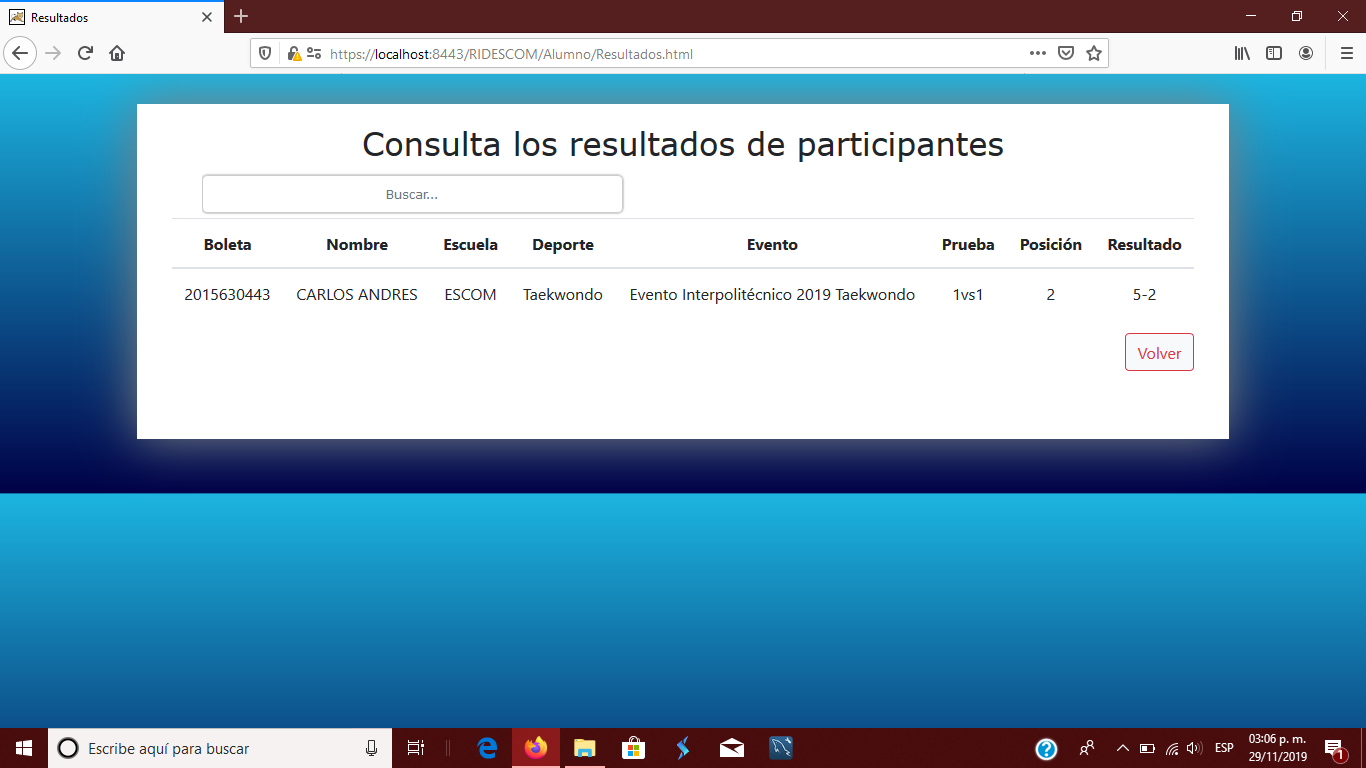 Resultados
https://localhost:8443/RIDESCOM/Alumno/Resultados.html
Consulta los resultados de participantes
Buscar...
Boleta Nombre Escuela Deporte Evento Prueba Posición Resultado
2015630443 CARLOS ANDRES ESCOM Taekwondo Evento Interpolitécnico 2019 Taekwondo 1vs1 2 5-2
Volver
Escribe aquí para buscar
ESP
03:06 p. m.
29/11/2019
1